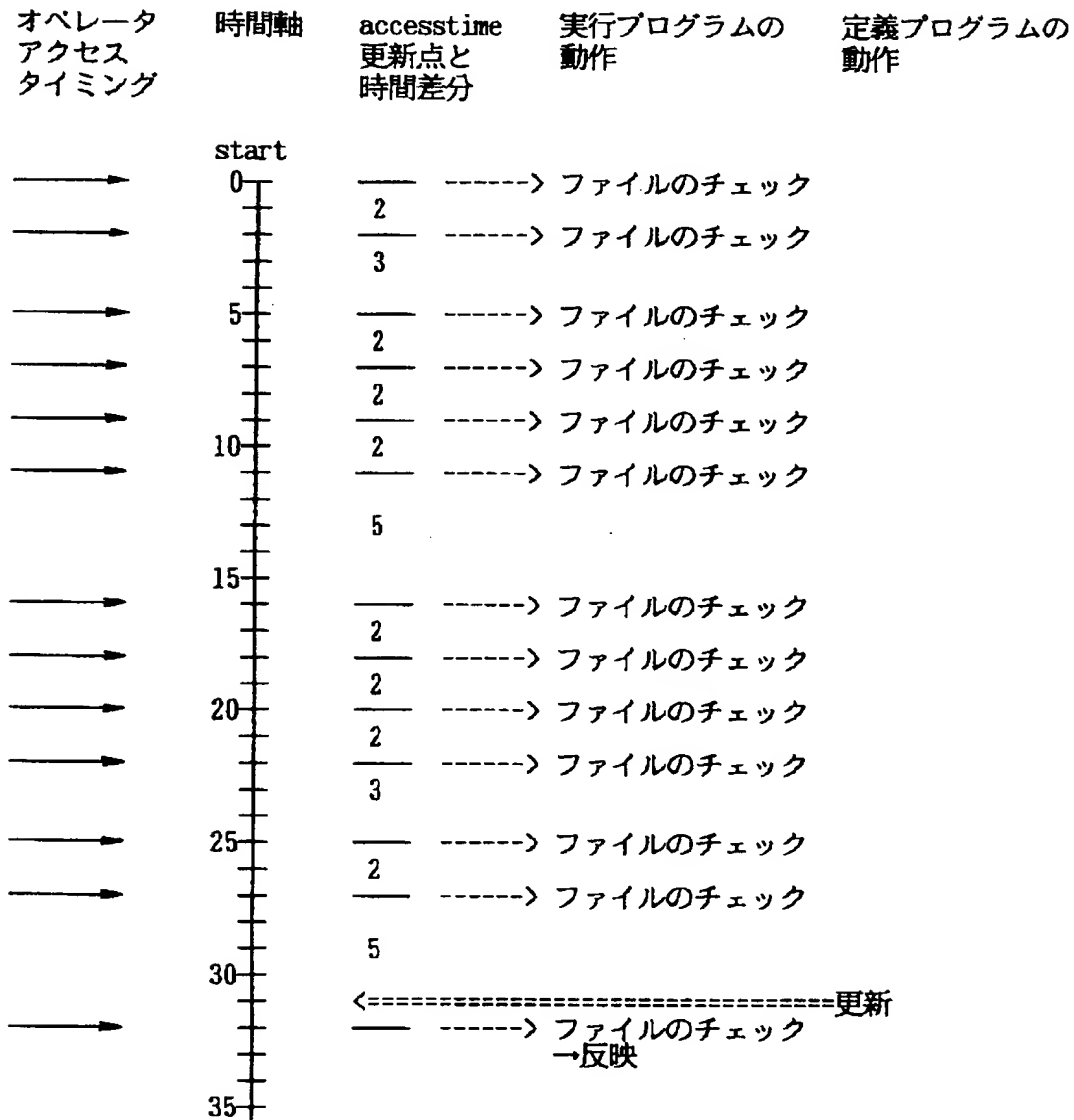 オペレータ
アクセス
タイミング
時間軸
accesstime
更新点と
時間差分
実行プログラムの
動作
定義プログラムの
動作
start
0 ------> ファイルのチェック
2
------> ファイルのチェック
3
5 ------> ファイルのチェック
2
------> ファイルのチェック
2
------> ファイルのチェック
10 2
------> ファイルのチェック
5
15
------> ファイルのチェック
2
------> ファイルのチェック
2
20 ------> ファイルのチェック
2
------> ファイルのチェック
3
25 ------> ファイルのチェック
2
------> ファイルのチェック
5
30
<==========================更新
------> ファイルのチェック
→反映
35